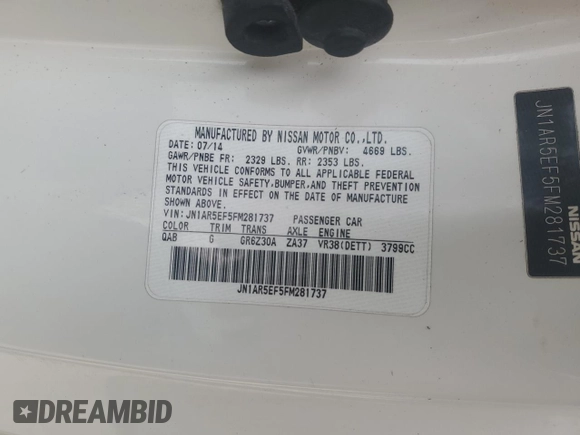 MANUFACTURED BY NISSAN MOTOR CO.,LTD.
DATE: 07/14 GVWR/PNBV: 4669 LBS.
GAWR/PNBE FR: 2329 LBS. RR: 2353 LBS.
THIS VEHICLE CONFORMS TO ALL APPLICABLE FEDERAL
MOTOR VEHICLE SAFETY,BUMPER,AND THEFT PREVENTION
STANDARDS IN EFFECT ON THE DATE OF MANUFACTURE
SHOWN ABOVE.
VIN: JN1AR5EF5FM281737 PASSENGER CAR
COLOR TRIM TRANS AXLE ENGINE
QAB G GR6Z30A ZA37 VR38(DETT) 3799CC
JN1AR5EF5FM281737
JN1AR5EF5FM281737
NISSAN
DREAMBID